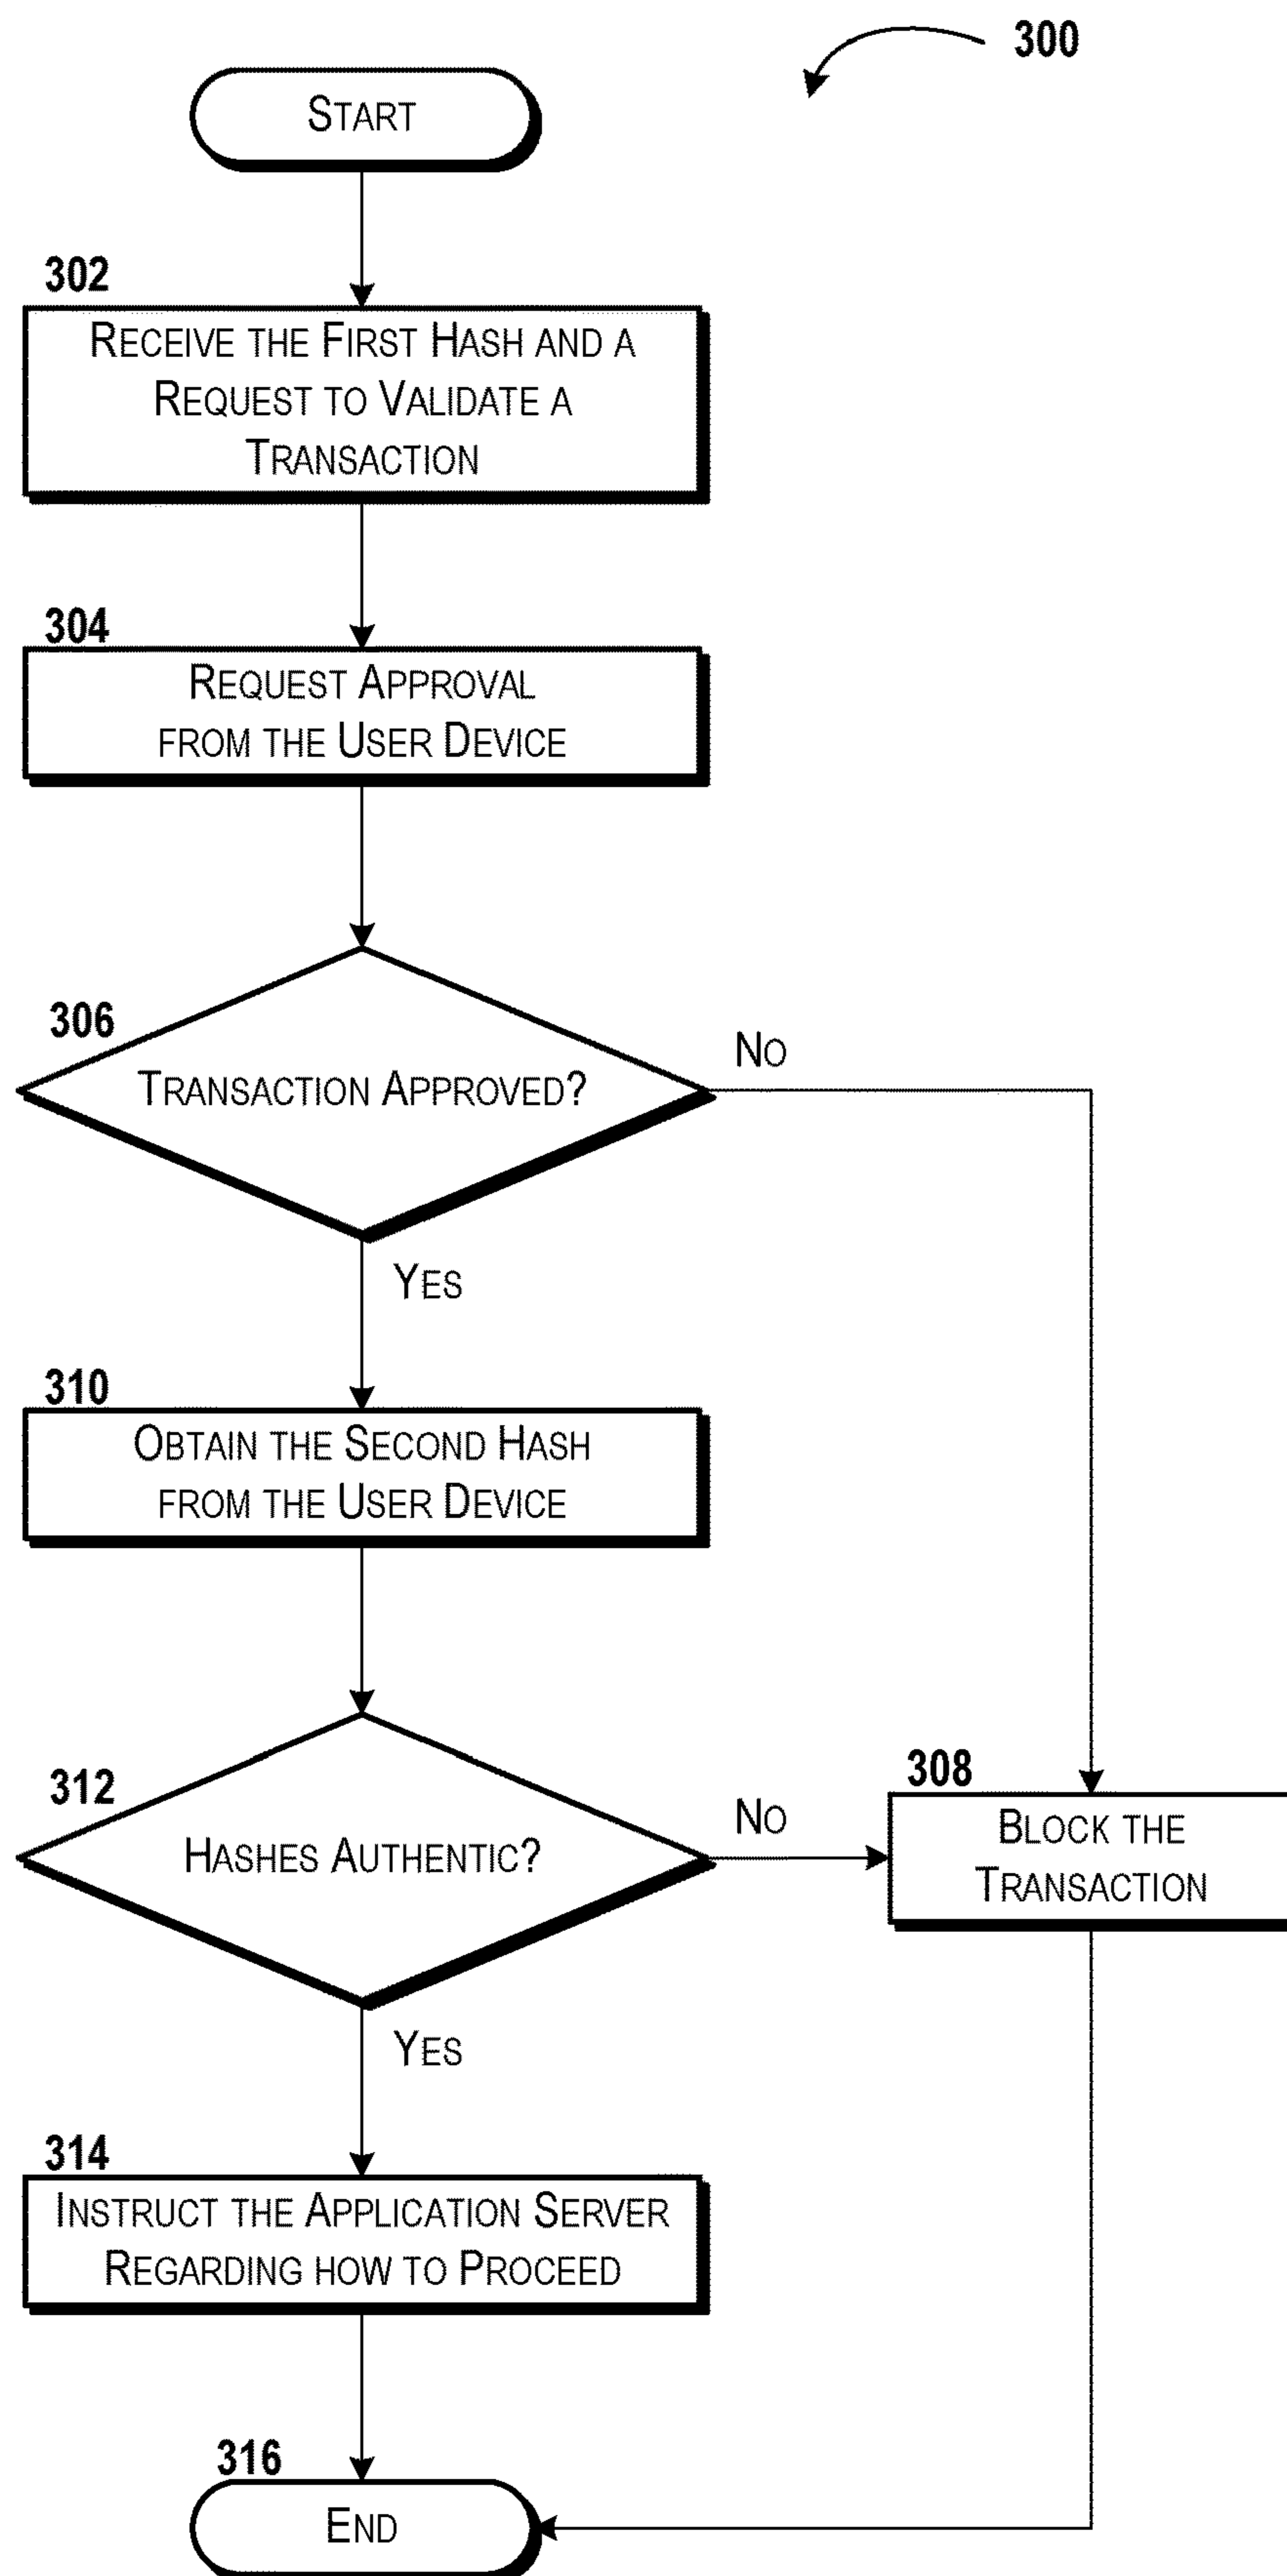 300
START
302
RECEIVE THE FIRST HASH AND A
REQUEST TO VALIDATE A
TRANSACTION
304
REQUEST APPROVAL
FROM THE USER DEVICE
306
TRANSACTION APPROVED?
NO
YES
310
OBTAIN THE SECOND HASH
FROM THE USER DEVICE
312
HASHES AUTHENTIC?
NO
308
BLOCK THE
TRANSACTION
YES
314
INSTRUCT THE APPLICATION SERVER
REGARDING HOW TO PROCEED
316
END